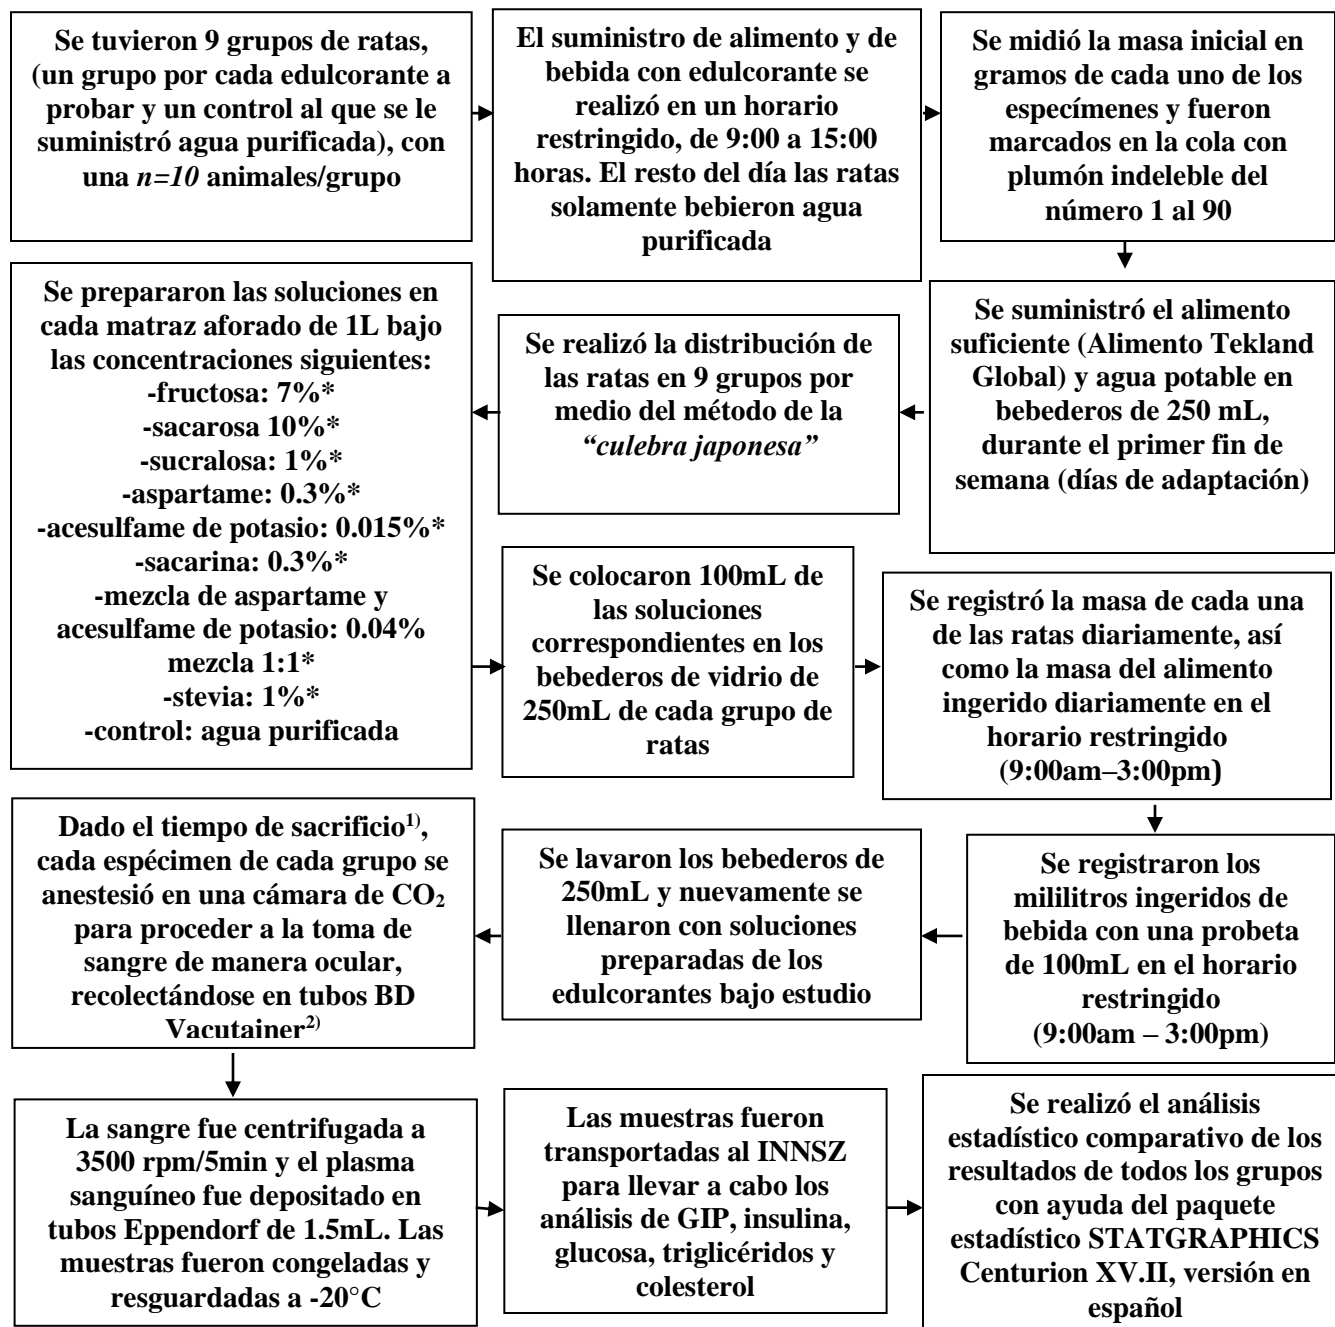 Se tuvieron 9 grupos de ratas,
(un grupo por cada edulcorante a
probar y un control al que se le
suministró agua purificada), con
una n=10 animales/grupo
El suministro de alimento y de
bebida con edulcorante se
realizó en un horario
restringido, de 9:00 a 15:00
horas. El resto del día las ratas
solamente bebieron agua
purificada
Se midió la masa inicial en
gramos de cada uno de los
especímenes y fueron
marcados en la cola con
plumón indeleble del
número 1 al 90
Se suministró el alimento
suficiente (Alimento Tekland
Global) y agua potable en
bebederos de 250 mL,
durante el primer fin de
semana (días de adaptación)
Se realizó la distribución de
las ratas en 9 grupos por
medio del método de la
“culebra japonesa”
Se prepararon las soluciones en
cada matraz aforado de 1L bajo
las concentraciones siguientes:
-fructosa: 7%*
-sacarosa 10%*
-sucralosa: 1%*
-aspartame: 0.3%*
-acesulfame de potasio: 0.015%*
-sacarina: 0.3%*
-mezcla de aspartame y
acesulfame de potasio: 0.04%
mezcla 1:1*
-stevia: 1%*
-control: agua purificada
Se colocaron 100mL de
las soluciones
correspondientes en los
bebederos de vidrio de
250mL de cada grupo de
ratas
Se registró la masa de cada una
de las ratas diariamente, así
como la masa del alimento
ingerido diariamente en el
horario restringido
(9:00am–3:00pm)
Se registraron los
mililitros ingeridos de
bebida con una probeta
de 100mL en el horario
restringido
(9:00am – 3:00pm)
Se lavaron los bebederos de
250mL y nuevamente se
llenaron con soluciones
preparadas de los
edulcorantes bajo estudio
Dado el tiempo de sacrificio1),
cada espécimen de cada grupo se
anestesió en una cámara de CO2
para proceder a la toma de
sangre de manera ocular,
recolectándose en tubos BD
Vacutainer2)
La sangre fue centrifugada a
3500 rpm/5min y el plasma
sanguíneo fue depositado en
tubos Eppendorf de 1.5mL. Las
muestras fueron congeladas y
resguardadas a -20°C
Las muestras fueron
transportadas al INNSZ
para llevar a cabo los
análisis de GIP, insulina,
glucosa, triglicéridos y
colesterol
Se realizó el análisis
estadístico comparativo de los
resultados de todos los grupos
con ayuda del paquete
estadístico STATGRAPHICS
Centurion XV.II, versión en
español